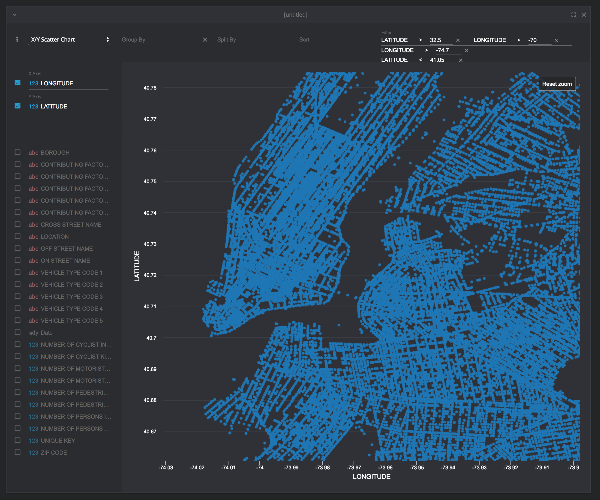 [untitled]
X/Y Scatter Chart
Group By
Split By
Sort
LATITUDE > 32.5 ×
LONGITUDE > -79 ×
LONGITUDE > -74.7 ×
LATITUDE < 41.05 ×
Reset zoom
123 LONGITUDE
123 LATITUDE
abc BOROUGH
abc CONTRIBUTING FACTO...
abc CONTRIBUTING FACTO...
abc CONTRIBUTING FACTO...
abc CONTRIBUTING FACTO...
abc CONTRIBUTING FACTO...
abc CROSS STREET NAME
abc LOCATION
abc OFF STREET NAME
abc ON STREET NAME
abc VEHICLE TYPE CODE 1
abc VEHICLE TYPE CODE 2
abc VEHICLE TYPE CODE 3
abc VEHICLE TYPE CODE 4
abc VEHICLE TYPE CODE 5
123 NUMBER OF CYCLIST IN...
123 NUMBER OF CYCLIST KI...
123 NUMBER OF MOTORIST...
123 NUMBER OF MOTORIST...
123 NUMBER OF PEDESTRI...
123 NUMBER OF PEDESTRI...
123 NUMBER OF PERSONS I...
123 NUMBER OF PERSONS ...
123 UNIQUE KEY
123 ZIP CODE
LATITUDE
40.78
40.77
40.76
40.75
40.74
40.73
40.72
40.71
40.7
40.69
40.68
40.67
-74.03
-74.02
-74.01
-74
-73.99
-73.98
-73.97
-73.96
-73.95
-73.94
-73.93
-73.92
-73.91
-73.9
LONGITUDE